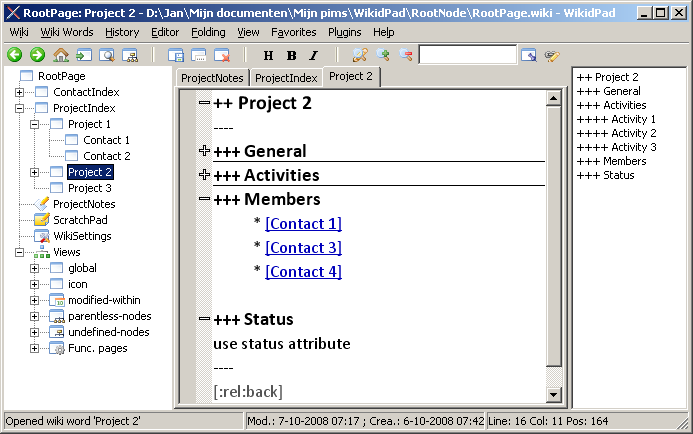 RootPage: Project 2 - D:\Jan\Mijn documenten\Mijn pims\WikidPad\RootNode\RootPage.wiki - WikidPad
Wiki Wiki Words History Editor Folding View Favorites Plugins Help
H B I
RootPage
ContactIndex
ProjectIndex
Project 1
Contact 1
Contact 2
Project 2
Project 3
ProjectNotes
ScratchPad
WikiSettings
Views
global
icon
modified-within
parentless-nodes
undefined-nodes
Func. pages
ProjectNotes ProjectIndex Project 2
++ Project 2
----
+++ General
+++ Activities
+++ Members
* [Contact 1]
* [Contact 3]
* [Contact 4]
+++ Status
use status attribute
----
[:rel:back]
++ Project 2
+++ General
+++ Activities
++++ Activity 1
++++ Activity 2
++++ Activity 3
+++ Members
+++ Status
Opened wiki word 'Project 2' Mod.: 7-10-2008 07:17 ; Crea.: 6-10-2008 07:42 Line: 16 Col: 11 Pos: 164